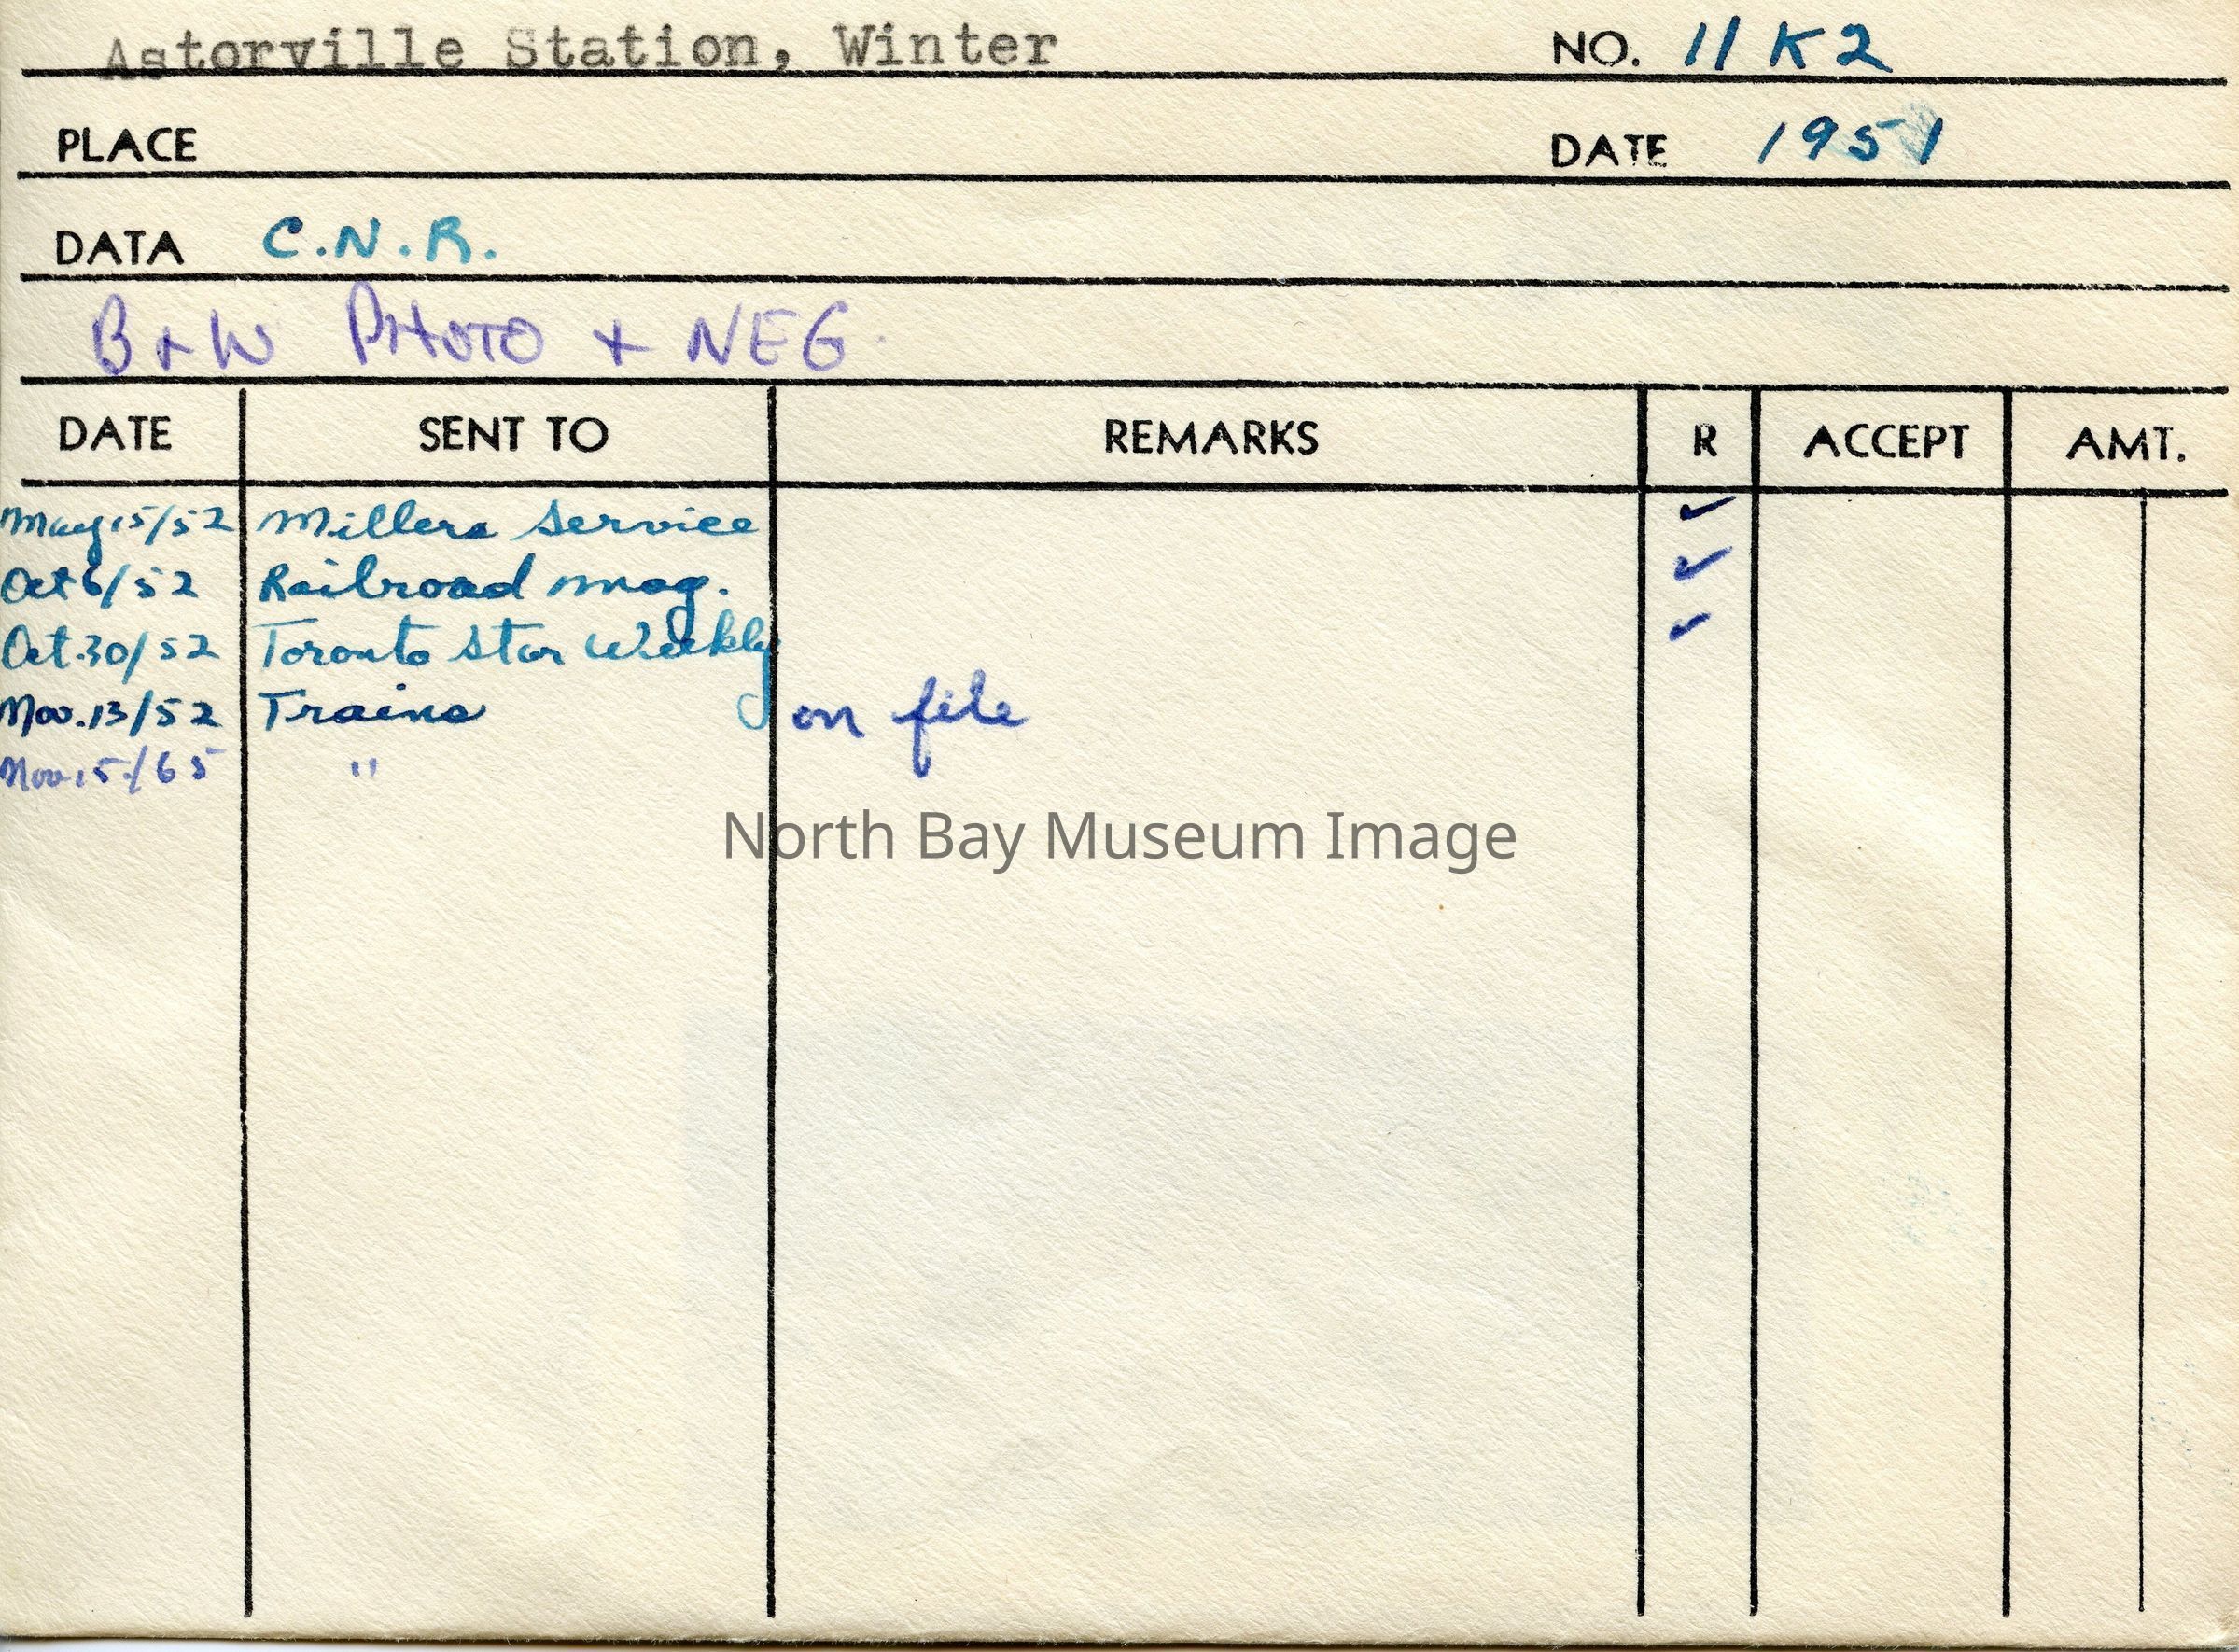 Astorville Station, Winter NO. 11 K2
PLACE DATE 1951
DATA C.N.R.
B+W PHOTO + NEG.
DATE SENT TO REMARKS R ACCEPT AMT.
May 15/52 Millers Service ✓
Oct 6/52 Railroad mag. ✓
Oct. 30/52 Toronto Star Weekly ✓
Nov. 13/52 Trains on file
Nov. 15/65 "
North Bay Museum Image